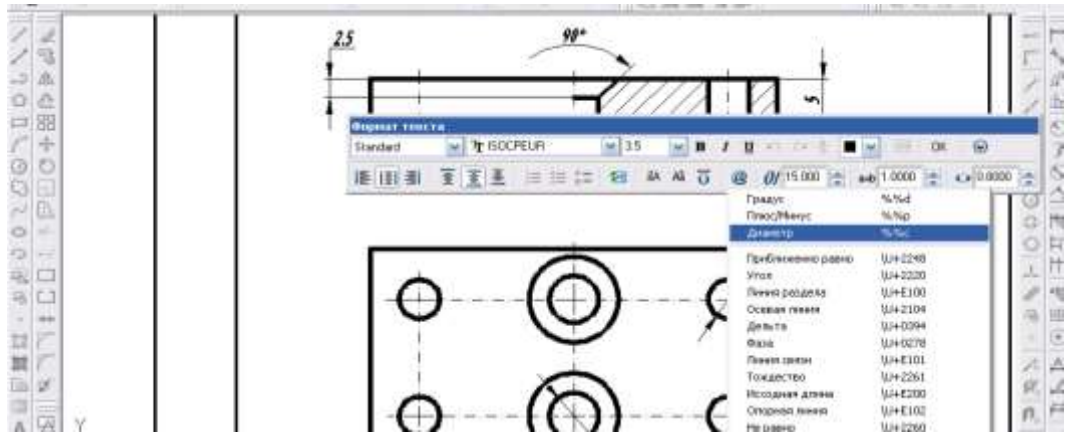 2.5
90°
5
Формат текста
Standard ISOCPEUR 3.5 OK
15.000 1.0000 0.0000
Градус %%d
Плюс/Минус %%p
Диаметр %%c
Приближенно равно \U+2248
Угол \U+2220
Линия раздела \U+E100
Осевая линия \U+2104
Дельта \U+0394
Фаза \U+0278
Линия связи \U+E101
Тождество \U+2261
Исходная длина \U+E200
Опорная линия \U+E102
Не равно \U+2260
Y